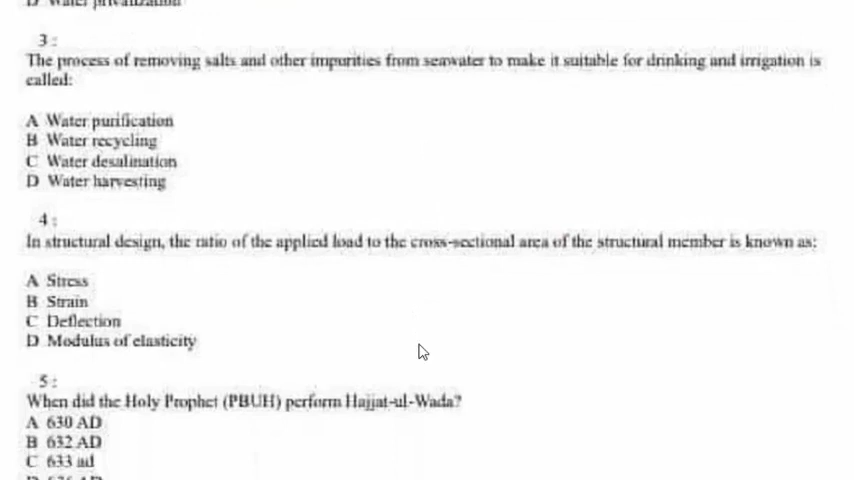 D Water privatization
3 :
The process of removing salts and other impurities from seawater to make it suitable for drinking and irrigation is
called:
A Water purification
B Water recycling
C Water desalination
D Water harvesting
4 :
In structural design, the ratio of the applied load to the cross-sectional area of the structural member is known as:
A Stress
B Strain
C Deflection
D Modulus of elasticity
5 :
When did the Holy Prophet (PBUH) perform Hajjat-ul-Wada?
A 630 AD
B 632 AD
C 633 ad